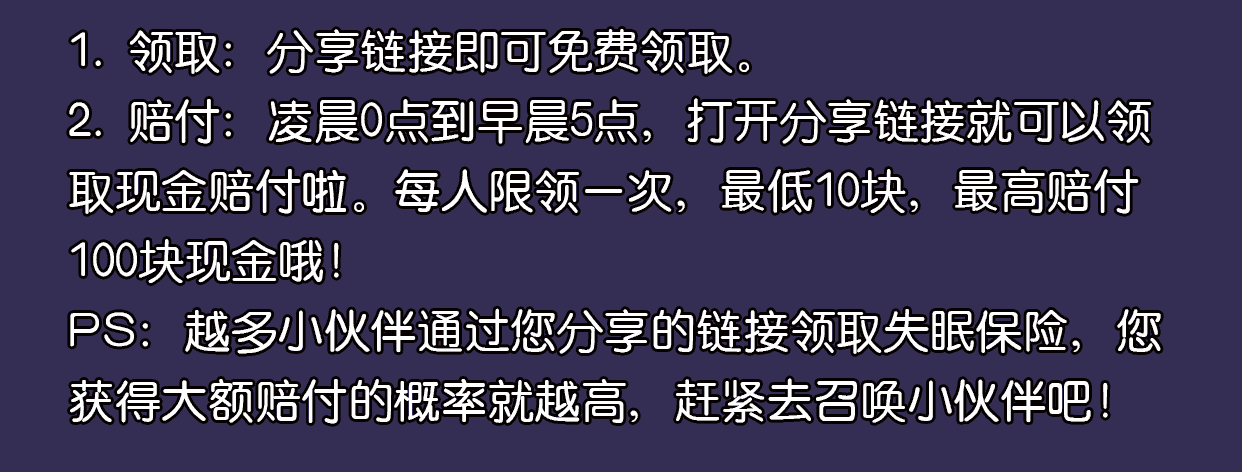 1. 领取：分享链接即可免费领取。
2. 赔付：凌晨0点到早晨5点，打开分享链接就可以领
取现金赔付啦。每人限领一次，最低10块，最高赔付
100块现金哦！
PS：越多小伙伴通过您分享的链接领取失眠保险，您
获得大额赔付的概率就越高，赶紧去召唤小伙伴吧！